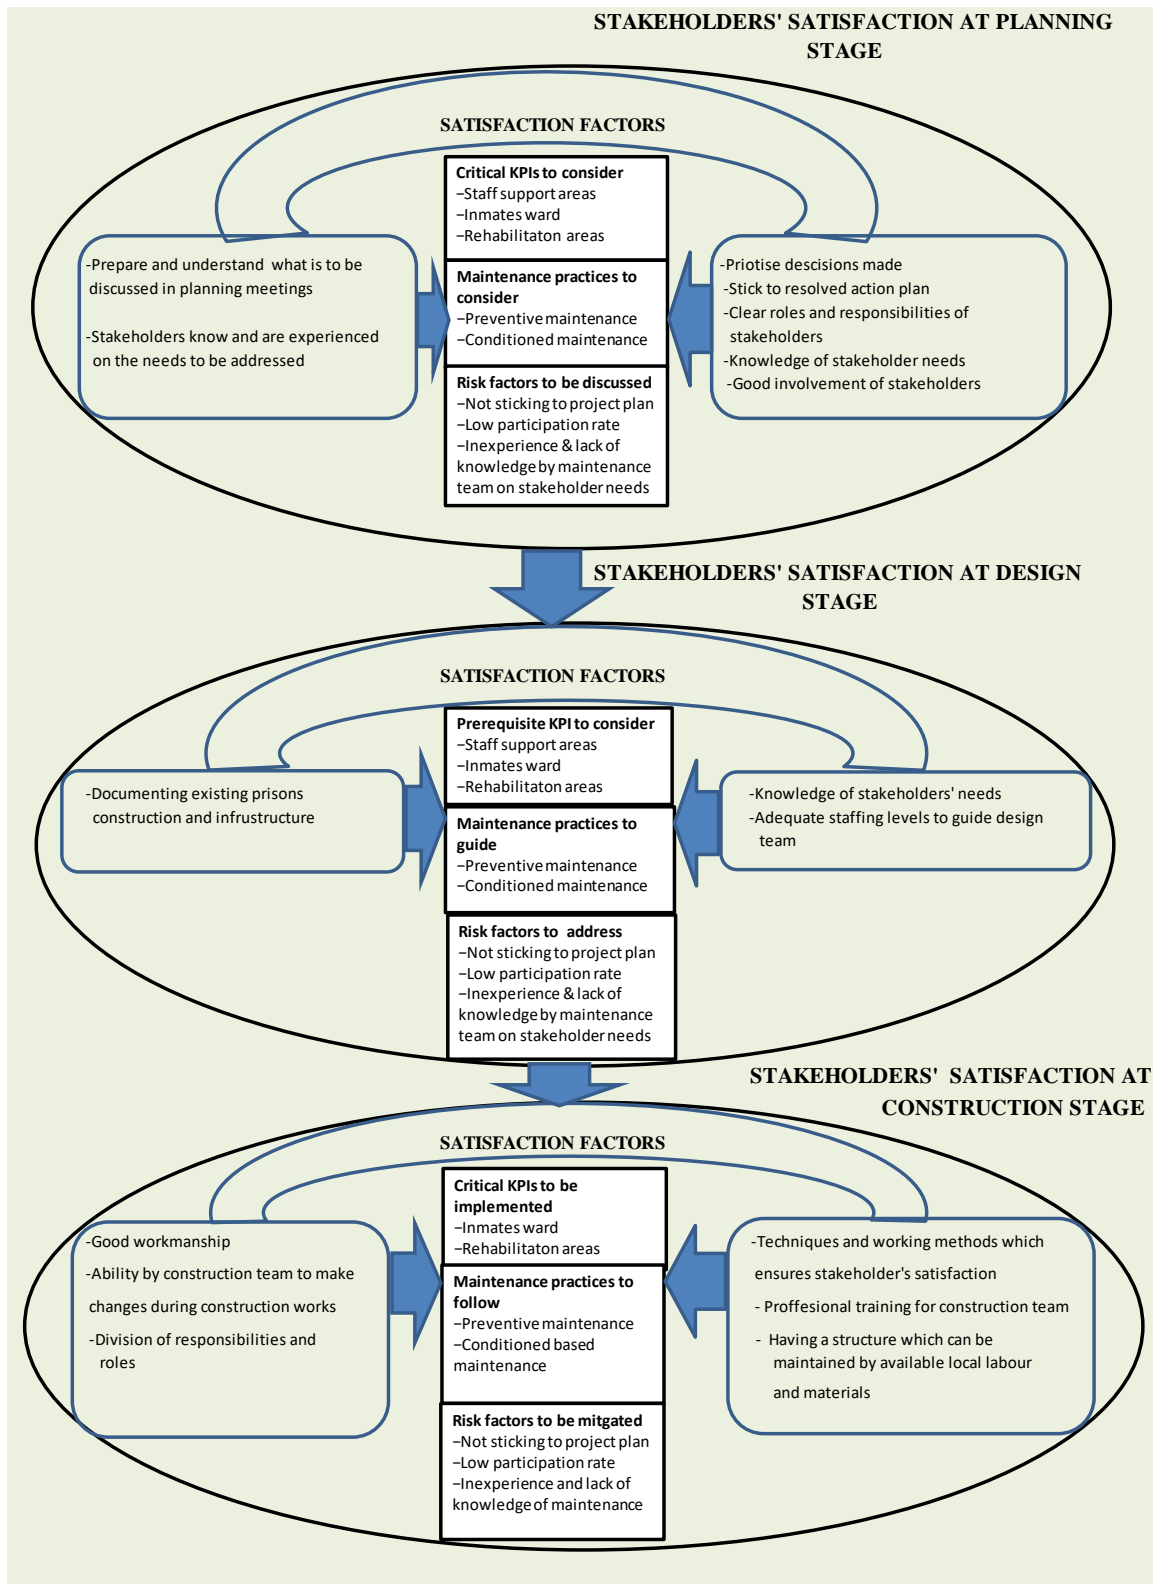 STAKEHOLDERS' SATISFACTION AT PLANNING
STAGE
SATISFACTION FACTORS
-Prepare and understand what is to be
discussed in planning meetings
-Stakeholders know and are experienced
on the needs to be addressed
Critical KPIs to consider
–Staff support areas
–Inmates ward
–Rehabilitaton areas
Maintenance practices to
consider
–Preventive maintenance
–Conditioned maintenance
Risk factors to be discussed
–Not sticking to project plan
–Low participation rate
–Inexperience & lack of
knowledge by maintenance
team on stakeholder needs
-Priotise descisions made
-Stick to resolved action plan
-Clear roles and responsibilities of
stakeholders
-Knowledge of stakeholder needs
-Good involvement of stakeholders
STAKEHOLDERS' SATISFACTION AT DESIGN
STAGE
SATISFACTION FACTORS
-Documenting existing prisons
construction and infrustructure
Prerequisite KPI to consider
–Staff support areas
–Inmates ward
–Rehabilitaton areas
Maintenance practices to
guide
–Preventive maintenance
–Conditioned maintenance
Risk factors to address
–Not sticking to project plan
–Low participation rate
–Inexperience & lack of
knowledge by maintenance
team on stakeholder needs
-Knowledge of stakeholders' needs
-Adequate staffing levels to guide design
team
STAKEHOLDERS' SATISFACTION AT
CONSTRUCTION STAGE
SATISFACTION FACTORS
-Good workmanship
-Ability by construction team to make
changes during construction works
-Division of responsibilities and
roles
Critical KPIs to be
implemented
–Inmates ward
–Rehabilitaton areas
Maintenance practices to
follow
–Preventive maintenance
–Conditioned based
maintenance
Risk factors to be mitgated
–Not sticking to project plan
–Low participation rate
–Inexperience and lack of
knowledge of maintenance
-Techniques and working methods which
ensures stakeholder's satisfaction
- Proffesional training for construction team
- Having a structure which can be
maintained by available local labour
and materials